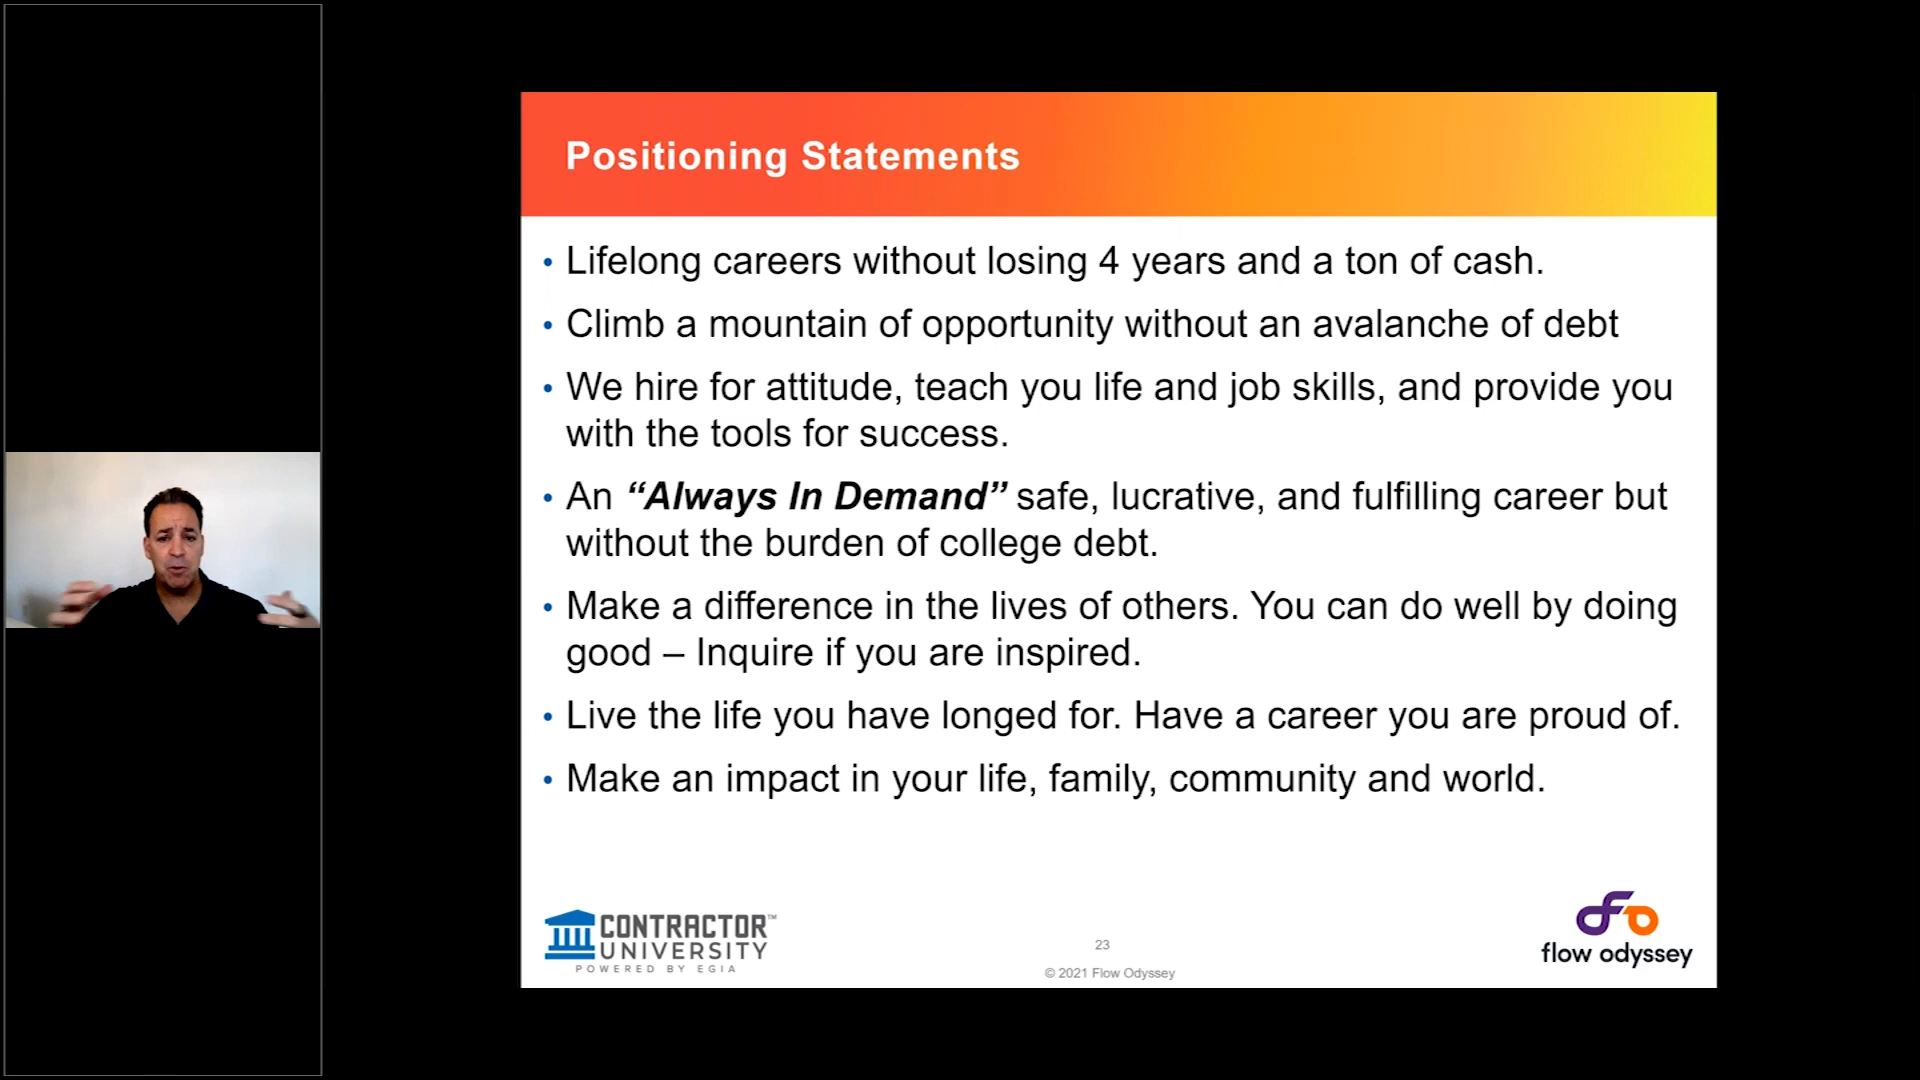 Positioning Statements
• Lifelong careers without losing 4 years and a ton of cash.
• Climb a mountain of opportunity without an avalanche of debt
• We hire for attitude, teach you life and job skills, and provide you
with the tools for success.
• An “Always In Demand” safe, lucrative, and fulfilling career but
without the burden of college debt.
• Make a difference in the lives of others. You can do well by doing
good – Inquire if you are inspired.
• Live the life you have longed for. Have a career you are proud of.
• Make an impact in your life, family, community and world.
CONTRACTOR™
UNIVERSITY
POWERED BY EGIA
23
© 2021 Flow Odyssey
flow odyssey